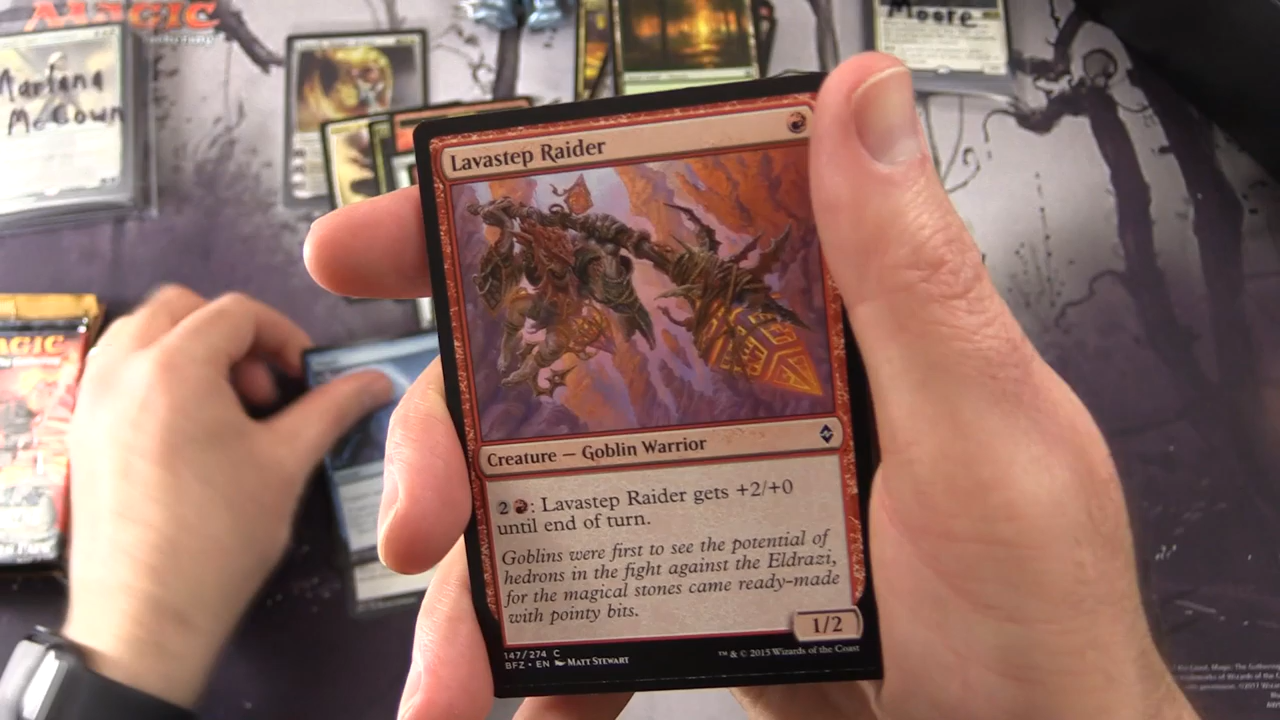 MAGIC
Martana
McCown
Moore
Lavastep Raider
Creature — Goblin Warrior
2 : Lavastep Raider gets +2/+0
until end of turn.
Goblins were first to see the potential of
hedrons in the fight against the Eldrazi,
for the magical stones came ready-made
with pointy bits.
1/2
147/274 C
BFZ • EN Matt Stewart
™ & © 2015 Wizards of the Coast
MAGIC